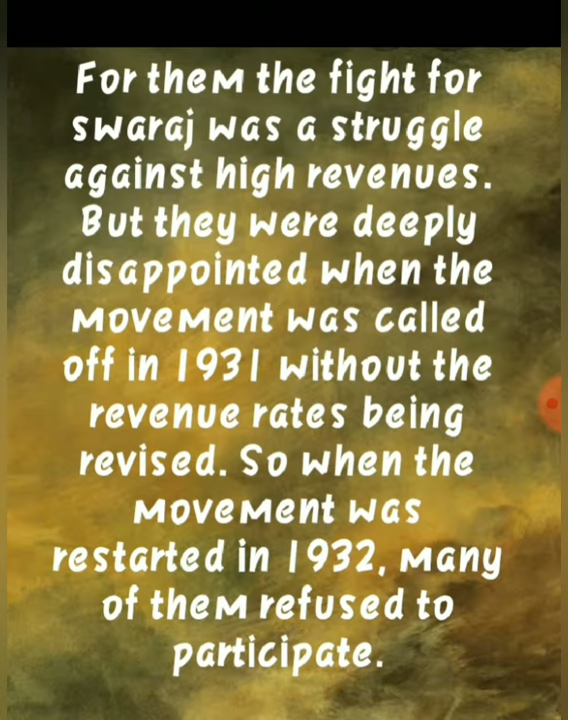 For them the fight for
swaraj was a struggle
against high revenues.
But they were deeply
disappointed when the
movement was called
off in 1931 without the
revenue rates being
revised. So when the
movement was
restarted in 1932, many
of them refused to
participate.